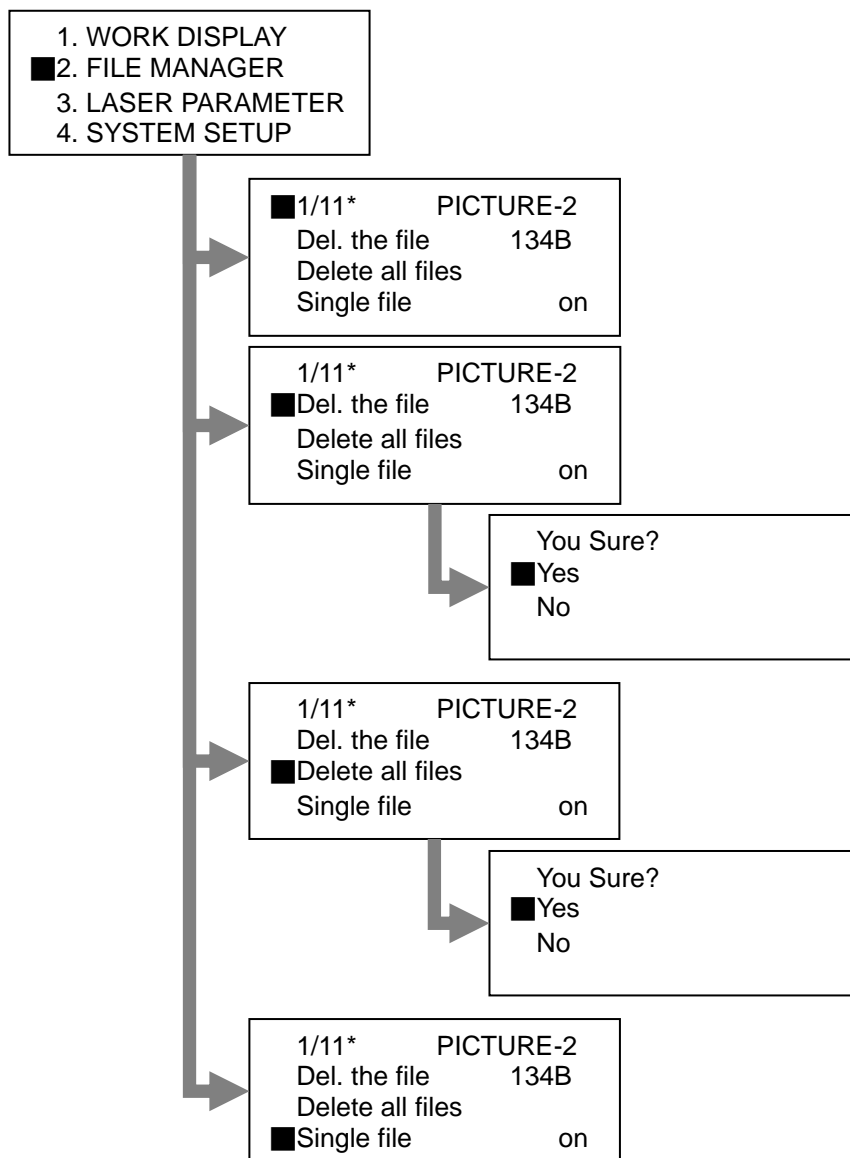 1. WORK DISPLAY
2. FILE MANAGER
3. LASER PARAMETER
4. SYSTEM SETUP
1/11* PICTURE-2
Del. the file 134B
Delete all files
Single file on
1/11* PICTURE-2
Del. the file 134B
Delete all files
Single file on
You Sure?
Yes
No
1/11* PICTURE-2
Del. the file 134B
Delete all files
Single file on
You Sure?
Yes
No
1/11* PICTURE-2
Del. the file 134B
Delete all files
Single file on